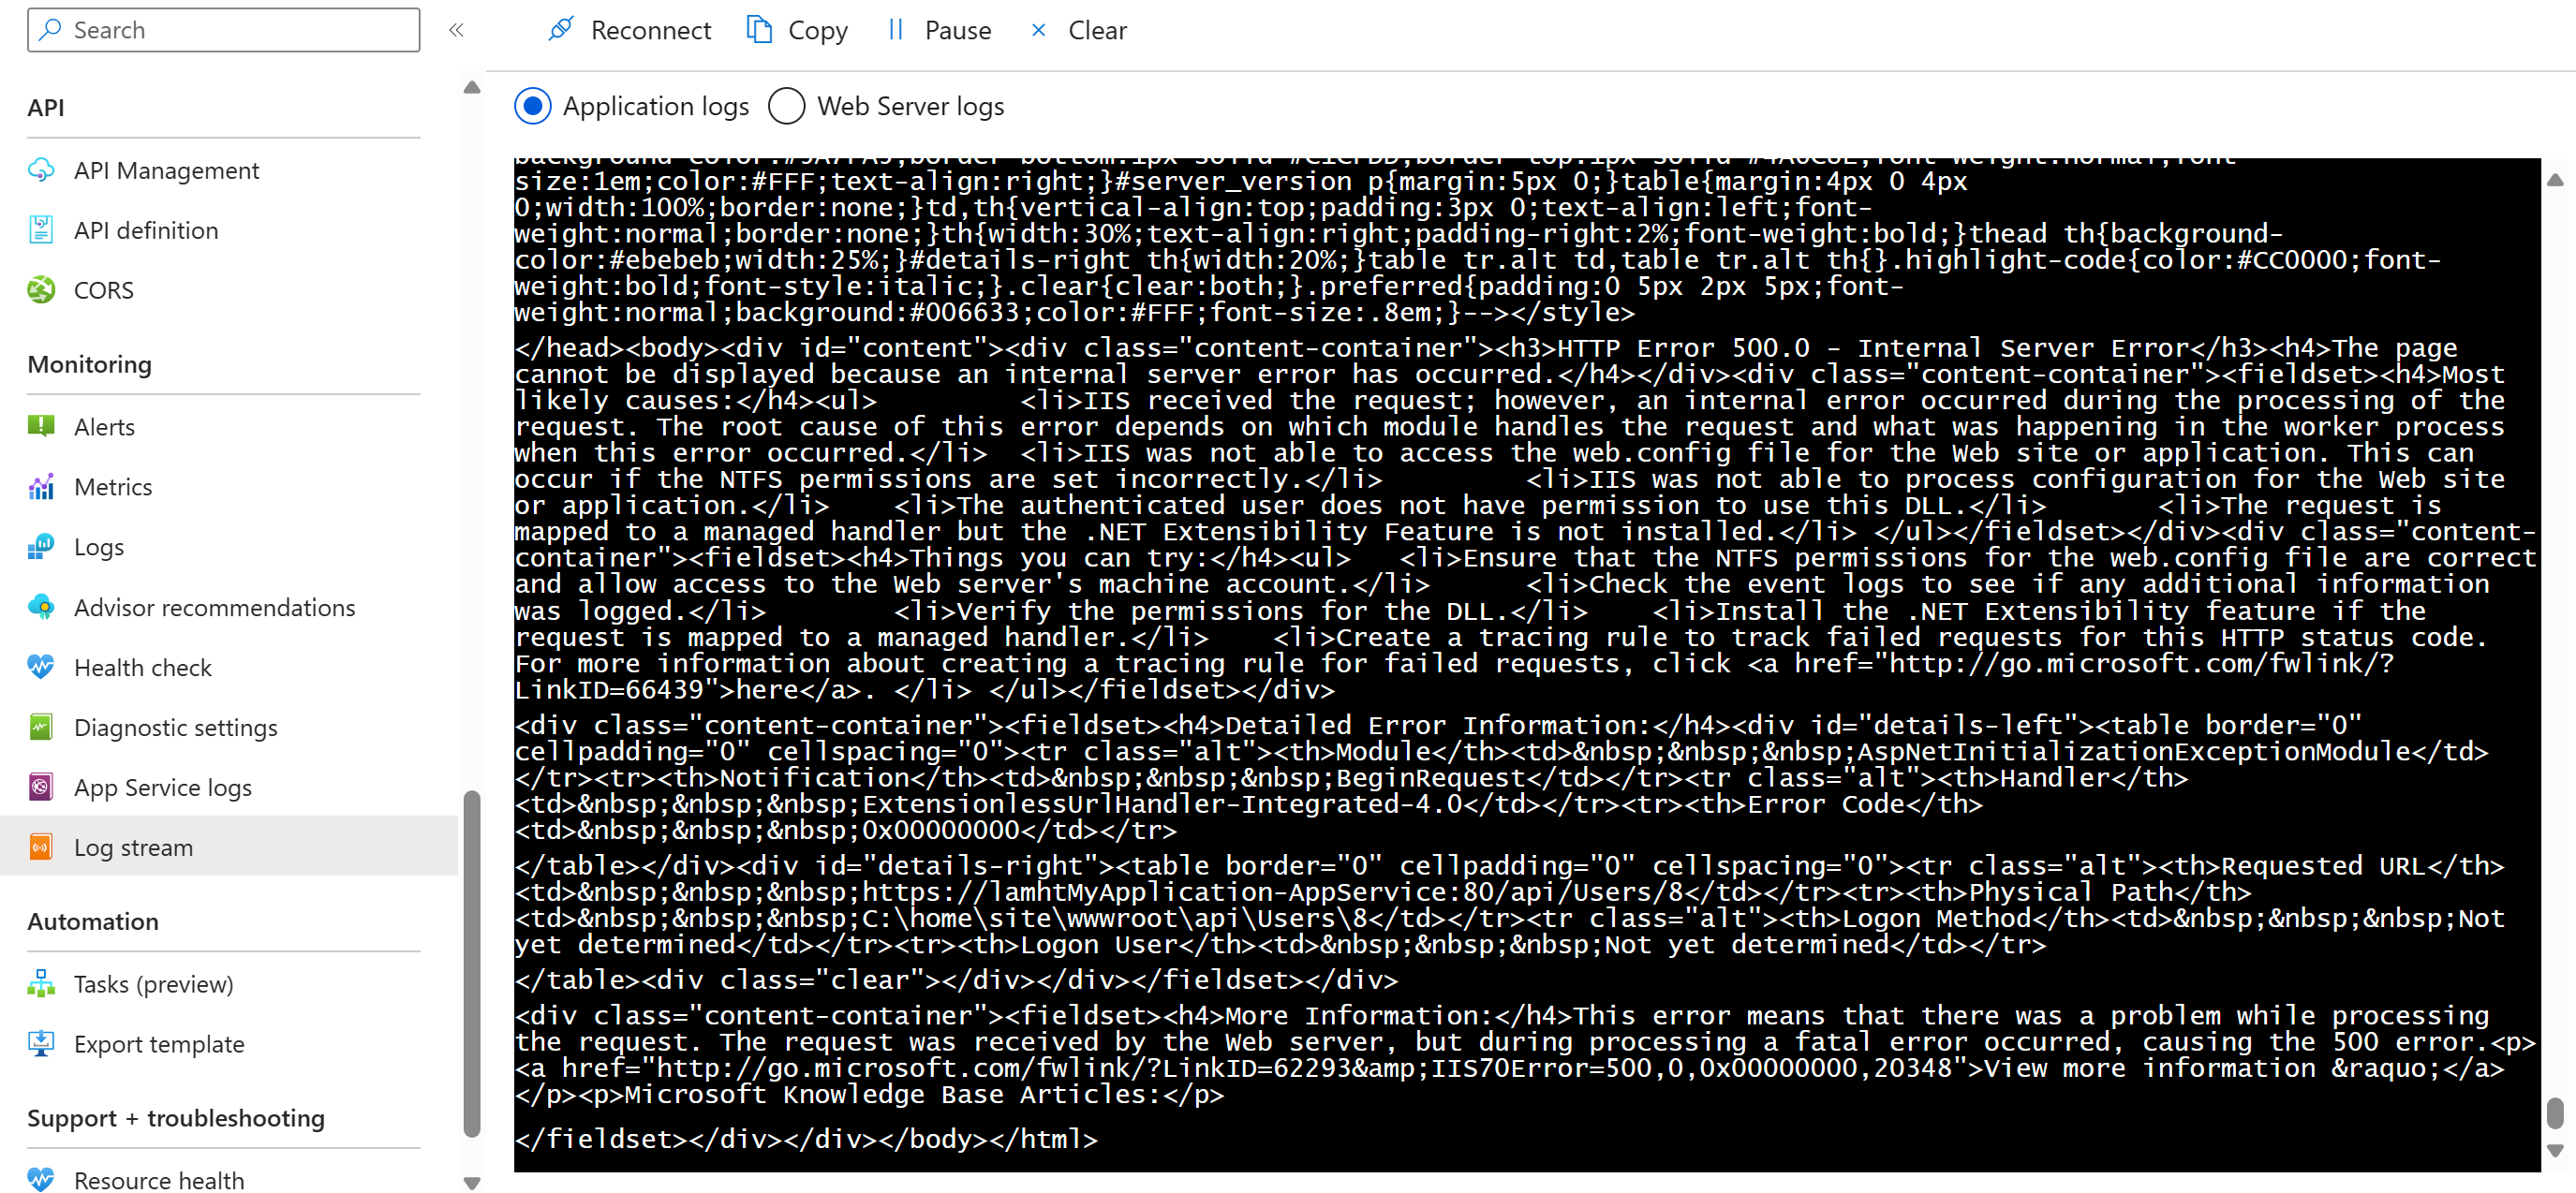 Search
«
Reconnect
Copy
Pause
Clear
API
API Management
API definition
CORS
Monitoring
Alerts
Metrics
Logs
Advisor recommendations
Health check
Diagnostic settings
App Service logs
Log stream
Automation
Tasks (preview)
Export template
Support + troubleshooting
Resource health
Application logs
Web Server logs
size:1em;color:#FFF;text-align:right;}#server_version p{margin:5px 0;}table{margin:4px 0 4px
0;width:100%;border:none;}td,th{vertical-align:top;padding:3px 0;text-align:left;font-
weight:normal;border:none;}th{width:30%;text-align:right;padding-right:2%;font-weight:bold;}thead th{background-
color:#ebebeb;width:25%;}#details-right th{width:20%;}table tr.alt td,table tr.alt th{}.highlight-code{color:#CC0000;font-
weight:bold;font-style:italic;}.clear{clear:both;}.preferred{padding:0 5px 2px 5px;font-
weight:normal;background:#006633;color:#FFF;font-size:.8em;}--></style>
</head><body><div id="content"><div class="content-container"><h3>HTTP Error 500.0 - Internal Server Error</h3><h4>The page
cannot be displayed because an internal server error has occurred.</h4></div><div class="content-container"><fieldset><h4>Most
likely causes:</h4><ul>         <li>IIS received the request; however, an internal error occurred during the processing of the
request. The root cause of this error depends on which module handles the request and what was happening in the worker process
when this error occurred.</li>  <li>IIS was not able to access the web.config file for the Web site or application. This can
occur if the NTFS permissions are set incorrectly.</li>         <li>IIS was not able to process configuration for the Web site
or application.</li>    <li>The authenticated user does not have permission to use this DLL.</li>       <li>The request is
mapped to a managed handler but the .NET Extensibility Feature is not installed.</li> </ul></fieldset></div><div class="content-
container"><fieldset><h4>Things you can try:</h4><ul>   <li>Ensure that the NTFS permissions for the web.config file are correct
and allow access to the Web server's machine account.</li>      <li>Check the event logs to see if any additional information
was logged.</li>        <li>Verify the permissions for the DLL.</li>    <li>Install the .NET Extensibility feature if the
request is mapped to a managed handler.</li>    <li>Create a tracing rule to track failed requests for this HTTP status code.
For more information about creating a tracing rule for failed requests, click <a href="http://go.microsoft.com/fwlink/?
LinkID=66439">here</a>. </li> </ul></fieldset></div>
<div class="content-container"><fieldset><h4>Detailed Error Information:</h4><div id="details-left"><table border="0"
cellpadding="0" cellspacing="0"><tr class="alt"><th>Module</th><td>&nbsp;&nbsp;&nbsp;AspNetInitializationExceptionModule</td>
</tr><tr><th>Notification</th><td>&nbsp;&nbsp;&nbsp;BeginRequest</td></tr><tr class="alt"><th>Handler</th>
<td>&nbsp;&nbsp;&nbsp;ExtensionlessUrlHandler-Integrated-4.0</td></tr><tr><th>Error Code</th>
<td>&nbsp;&nbsp;&nbsp;0x00000000</td></tr>
</table></div><div id="details-right"><table border="0" cellpadding="0" cellspacing="0"><tr class="alt"><th>Requested URL</th>
<td>&nbsp;&nbsp;&nbsp;https://lamhtMyApplication-AppService:80/api/Users/8</td></tr><tr><th>Physical Path</th>
<td>&nbsp;&nbsp;&nbsp;C:\home\site\wwwroot\api\Users\8</td></tr><tr class="alt"><th>Logon Method</th><td>&nbsp;&nbsp;&nbsp;Not
yet determined</td></tr><tr><th>Logon User</th><td>&nbsp;&nbsp;&nbsp;Not yet determined</td></tr>
</table><div class="clear"></div></div></fieldset></div>
<div class="content-container"><fieldset><h4>More Information:</h4>This error means that there was a problem while processing
the request. The request was received by the Web server, but during processing a fatal error occurred, causing the 500 error.<p>
<a href="http://go.microsoft.com/fwlink/?LinkID=62293&amp;IIS70Error=500,0,0x00000000,20348">View more information &raquo;</a>
</p><p>Microsoft Knowledge Base Articles:</p>
</fieldset></div></div></body></html>